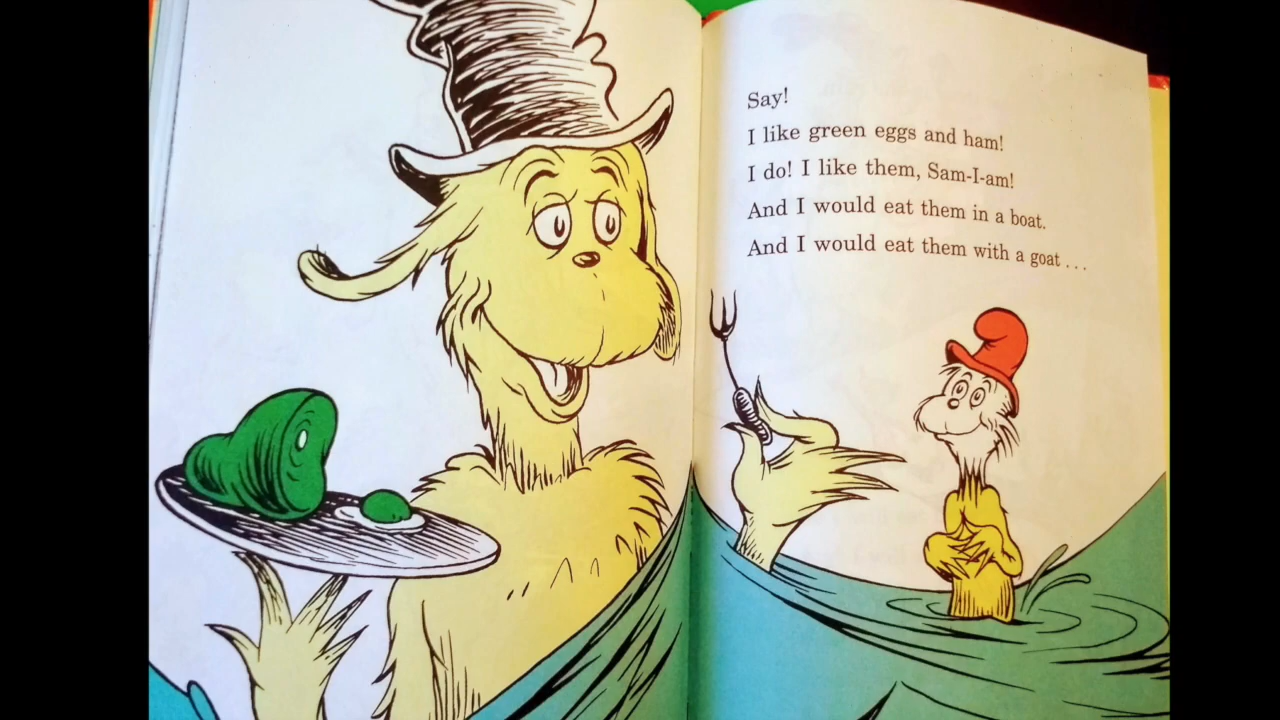 Say!
I like green eggs and ham!
I do! I like them, Sam-I-am!
And I would eat them in a boat.
And I would eat them with a goat . . .